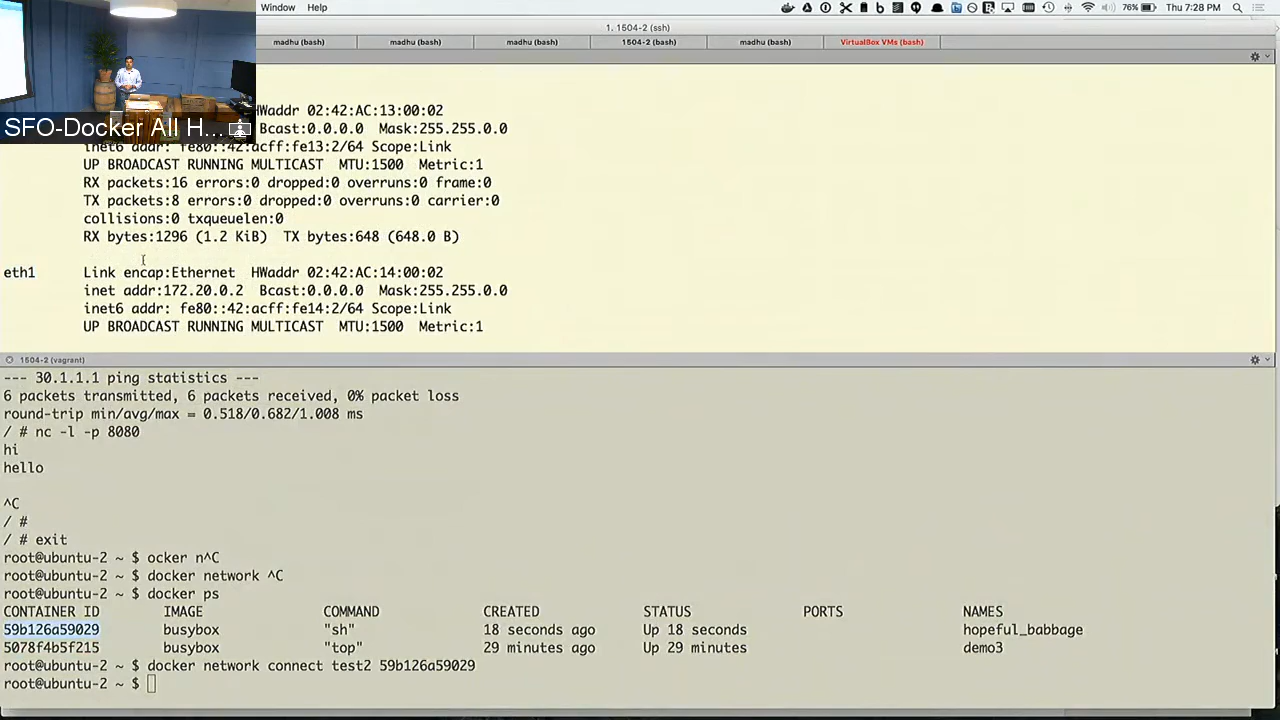 Window Help
76% Thu 7:28 PM
1. 1504-2 (ssh)
madhu (bash) madhu (bash) madhu (bash) 1504-2 (bash) madhu (bash) VirtualBox VMs (bash)
HWaddr 02:42:AC:13:00:02
SFO-Docker All H...
Bcast:0.0.0.0 Mask:255.255.0.0
inet6 addr: fe80::42:acff:fe13:2/64 Scope:Link
UP BROADCAST RUNNING MULTICAST MTU:1500 Metric:1
RX packets:16 errors:0 dropped:0 overruns:0 frame:0
TX packets:8 errors:0 dropped:0 overruns:0 carrier:0
collisions:0 txqueuelen:0
RX bytes:1296 (1.2 KiB) TX bytes:648 (648.0 B)
eth1 Link encap:Ethernet HWaddr 02:42:AC:14:00:02
inet addr:172.20.0.2 Bcast:0.0.0.0 Mask:255.255.0.0
inet6 addr: fe80::42:acff:fe14:2/64 Scope:Link
UP BROADCAST RUNNING MULTICAST MTU:1500 Metric:1
1504-2 (vagrant)
--- 30.1.1.1 ping statistics ---
6 packets transmitted, 6 packets received, 0% packet loss
round-trip min/avg/max = 0.518/0.682/1.008 ms
/ # nc -l -p 8080
hi
hello
^C
/ #
/ # exit
root@ubuntu-2 ~ $ ocker n^C
root@ubuntu-2 ~ $ docker network ^C
root@ubuntu-2 ~ $ docker ps
CONTAINER ID IMAGE COMMAND CREATED STATUS PORTS NAMES
59b126a59029 busybox "sh" 18 seconds ago Up 18 seconds hopeful_babbage
5078f4b5f215 busybox "top" 29 minutes ago Up 29 minutes demo3
root@ubuntu-2 ~ $ docker network connect test2 59b126a59029
root@ubuntu-2 ~ $